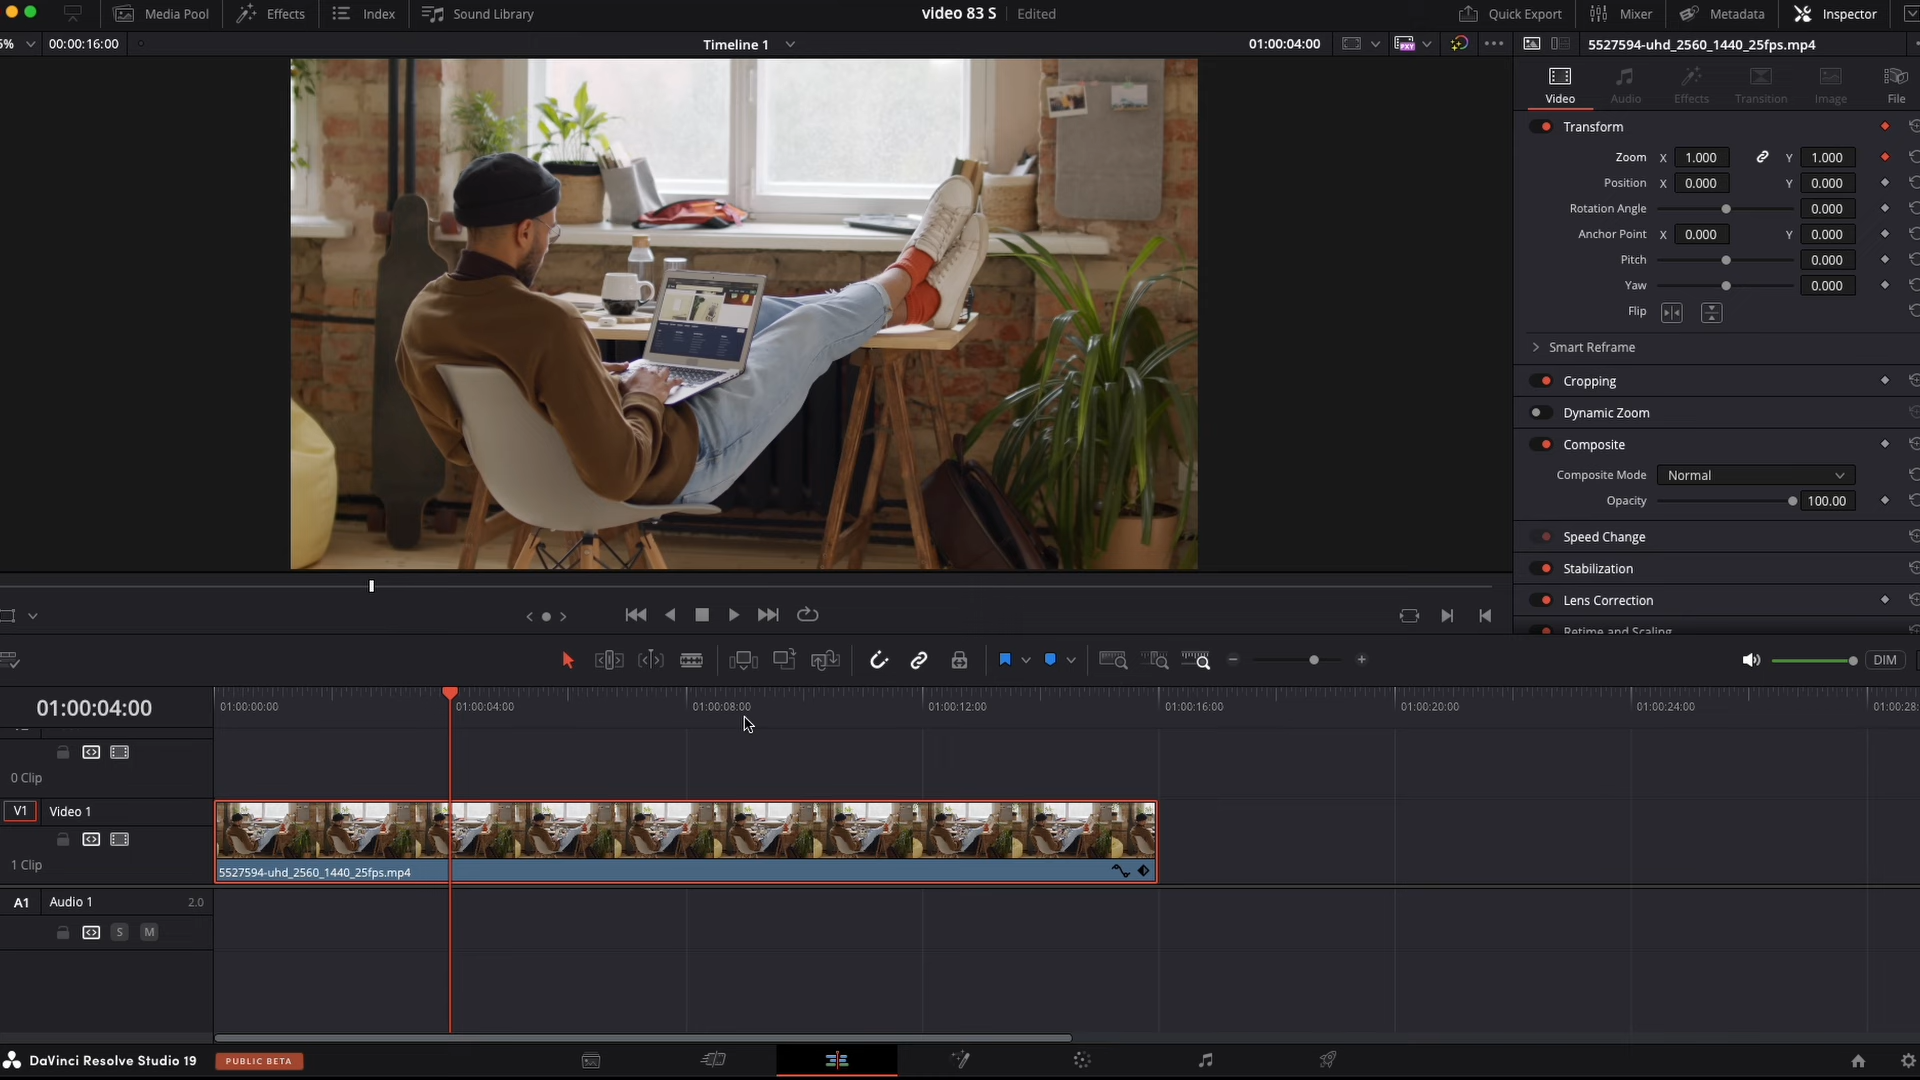 Media Pool
Effects
Index
Sound Library
video 83 S
Edited
Quick Export
Mixer
Metadata
Inspector
00:00:16:00
Timeline 1
01:00:04:00
PXY
5527594-uhd_2560_1440_25fps.mp4
Video
Audio
Effects
Transition
Image
File
Transform
Zoom X 1.000 Y 1.000
Position X 0.000 Y 0.000
Rotation Angle 0.000
Anchor Point X 0.000 Y 0.000
Pitch 0.000
Yaw 0.000
Flip
Smart Reframe
Cropping
Dynamic Zoom
Composite
Composite Mode Normal
Opacity 100.00
Speed Change
Stabilization
Lens Correction
Retime and Scaling
DIM
01:00:04:00
01:00:00:00
01:00:04:00
01:00:08:00
01:00:12:00
01:00:16:00
01:00:20:00
01:00:24:00
01:00:28:
0 Clip
V1 Video 1
1 Clip
5527594-uhd_2560_1440_25fps.mp4
A1 Audio 1 2.0
S M
DaVinci Resolve Studio 19
PUBLIC BETA